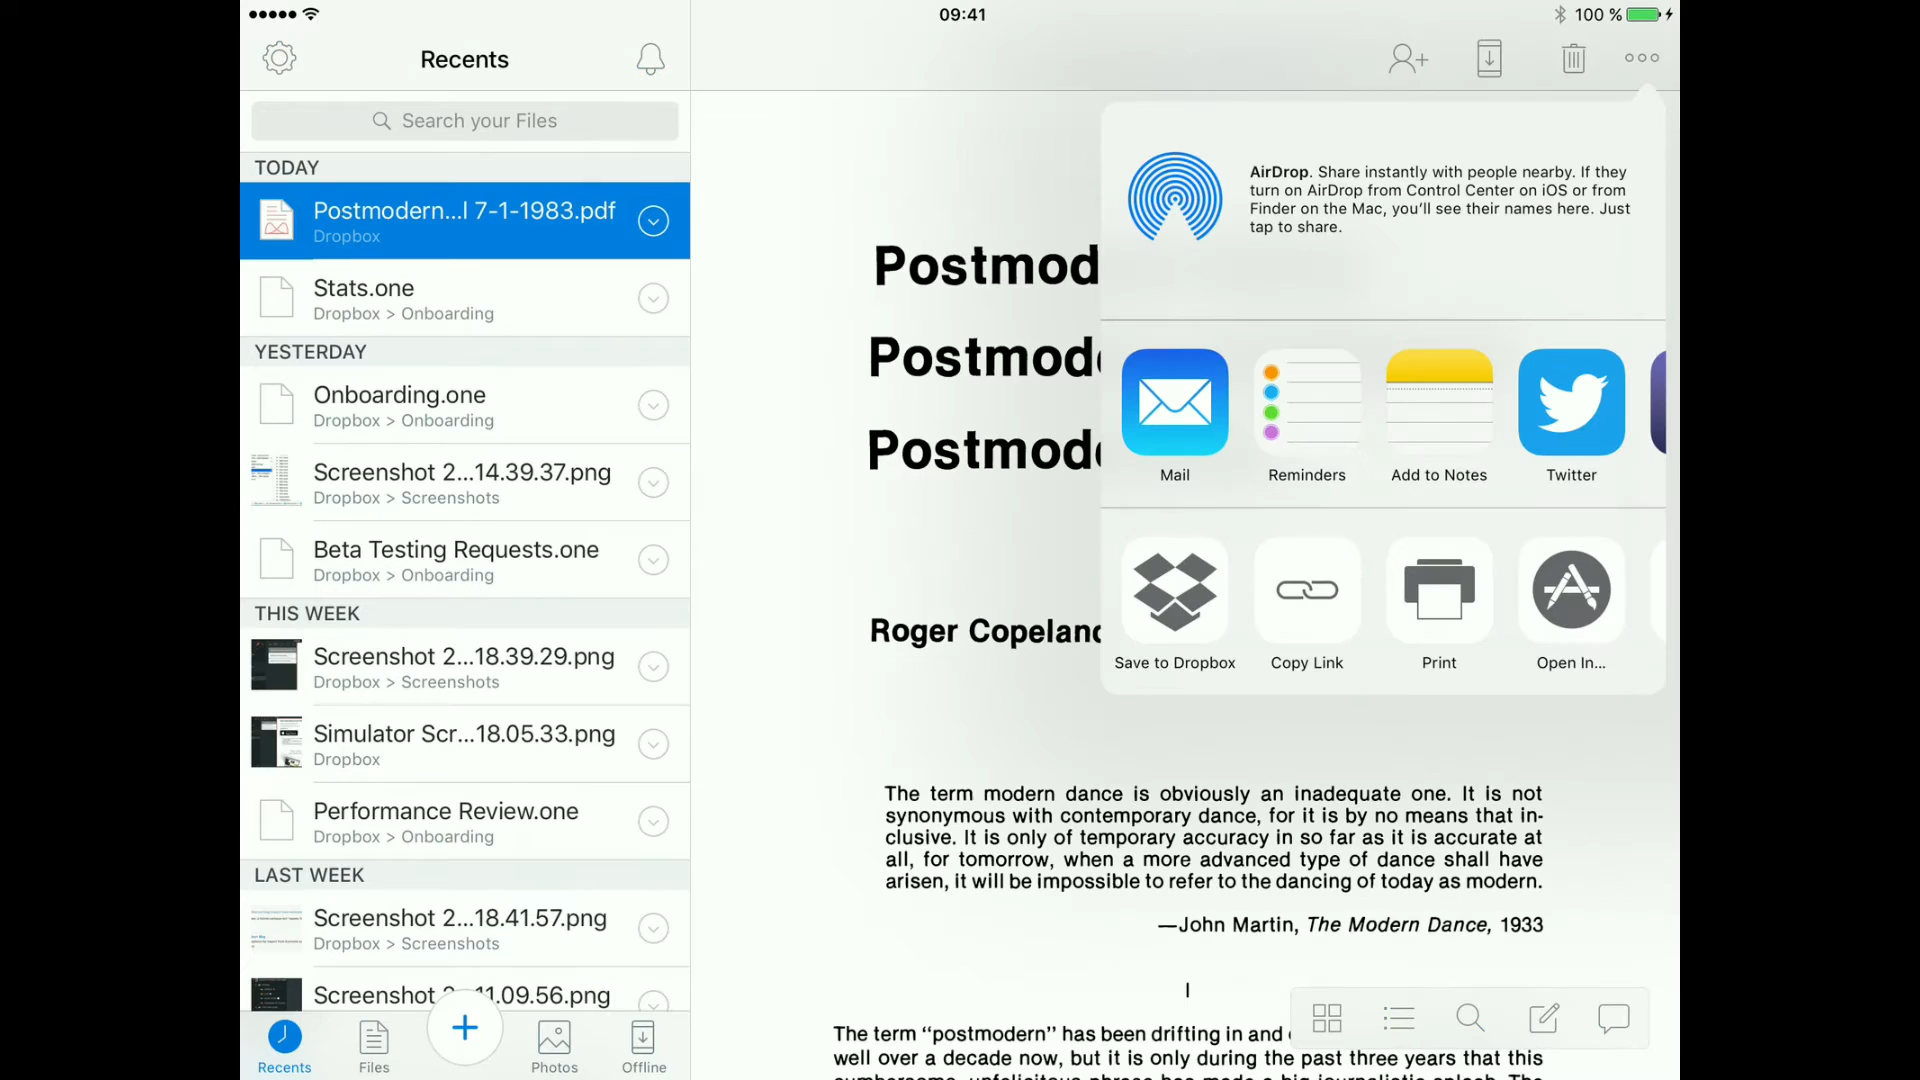 09:41
100 %
Recents
Search your Files
TODAY
Postmodern...l 7-1-1983.pdf
Dropbox
Stats.one
Dropbox > Onboarding
YESTERDAY
Onboarding.one
Dropbox > Onboarding
Screenshot 2...14.39.37.png
Dropbox > Screenshots
Beta Testing Requests.one
Dropbox > Onboarding
THIS WEEK
Screenshot 2...18.39.29.png
Dropbox > Screenshots
Simulator Scr...18.05.33.png
Dropbox
Performance Review.one
Dropbox > Onboarding
LAST WEEK
Screenshot 2...18.41.57.png
Dropbox > Screenshots
Screenshot 2...11.09.56.png
Recents
Files
Photos
Offline
Postmod
Postmod
Postmod
Roger Copeland
AirDrop. Share instantly with people nearby. If they
turn on AirDrop from Control Center on iOS or from
Finder on the Mac, you'll see their names here. Just
tap to share.
Mail
Reminders
Add to Notes
Twitter
Save to Dropbox
Copy Link
Print
Open In...
The term modern dance is obviously an inadequate one. It is not
synonymous with contemporary dance, for it is by no means that in-
clusive. It is only of temporary accuracy in so far as it is accurate at
all, for tomorrow, when a more advanced type of dance shall have
arisen, it will be impossible to refer to the dancing of today as modern.
—John Martin, The Modern Dance, 1933
I
The term "postmodern" has been drifting in and
well over a decade now, but it is only during the past three years that this